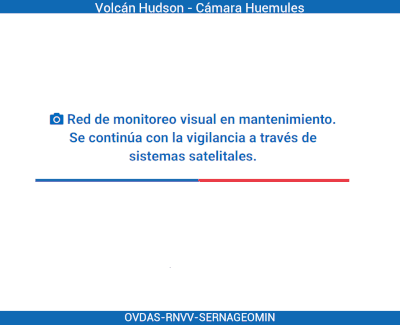 Volcán Hudson - Cámara Huemules
Red de monitoreo visual en mantenimiento.
Se continúa con la vigilancia a través de
sistemas satelitales.
OVDAS-RNVV-SERNAGEOMIN